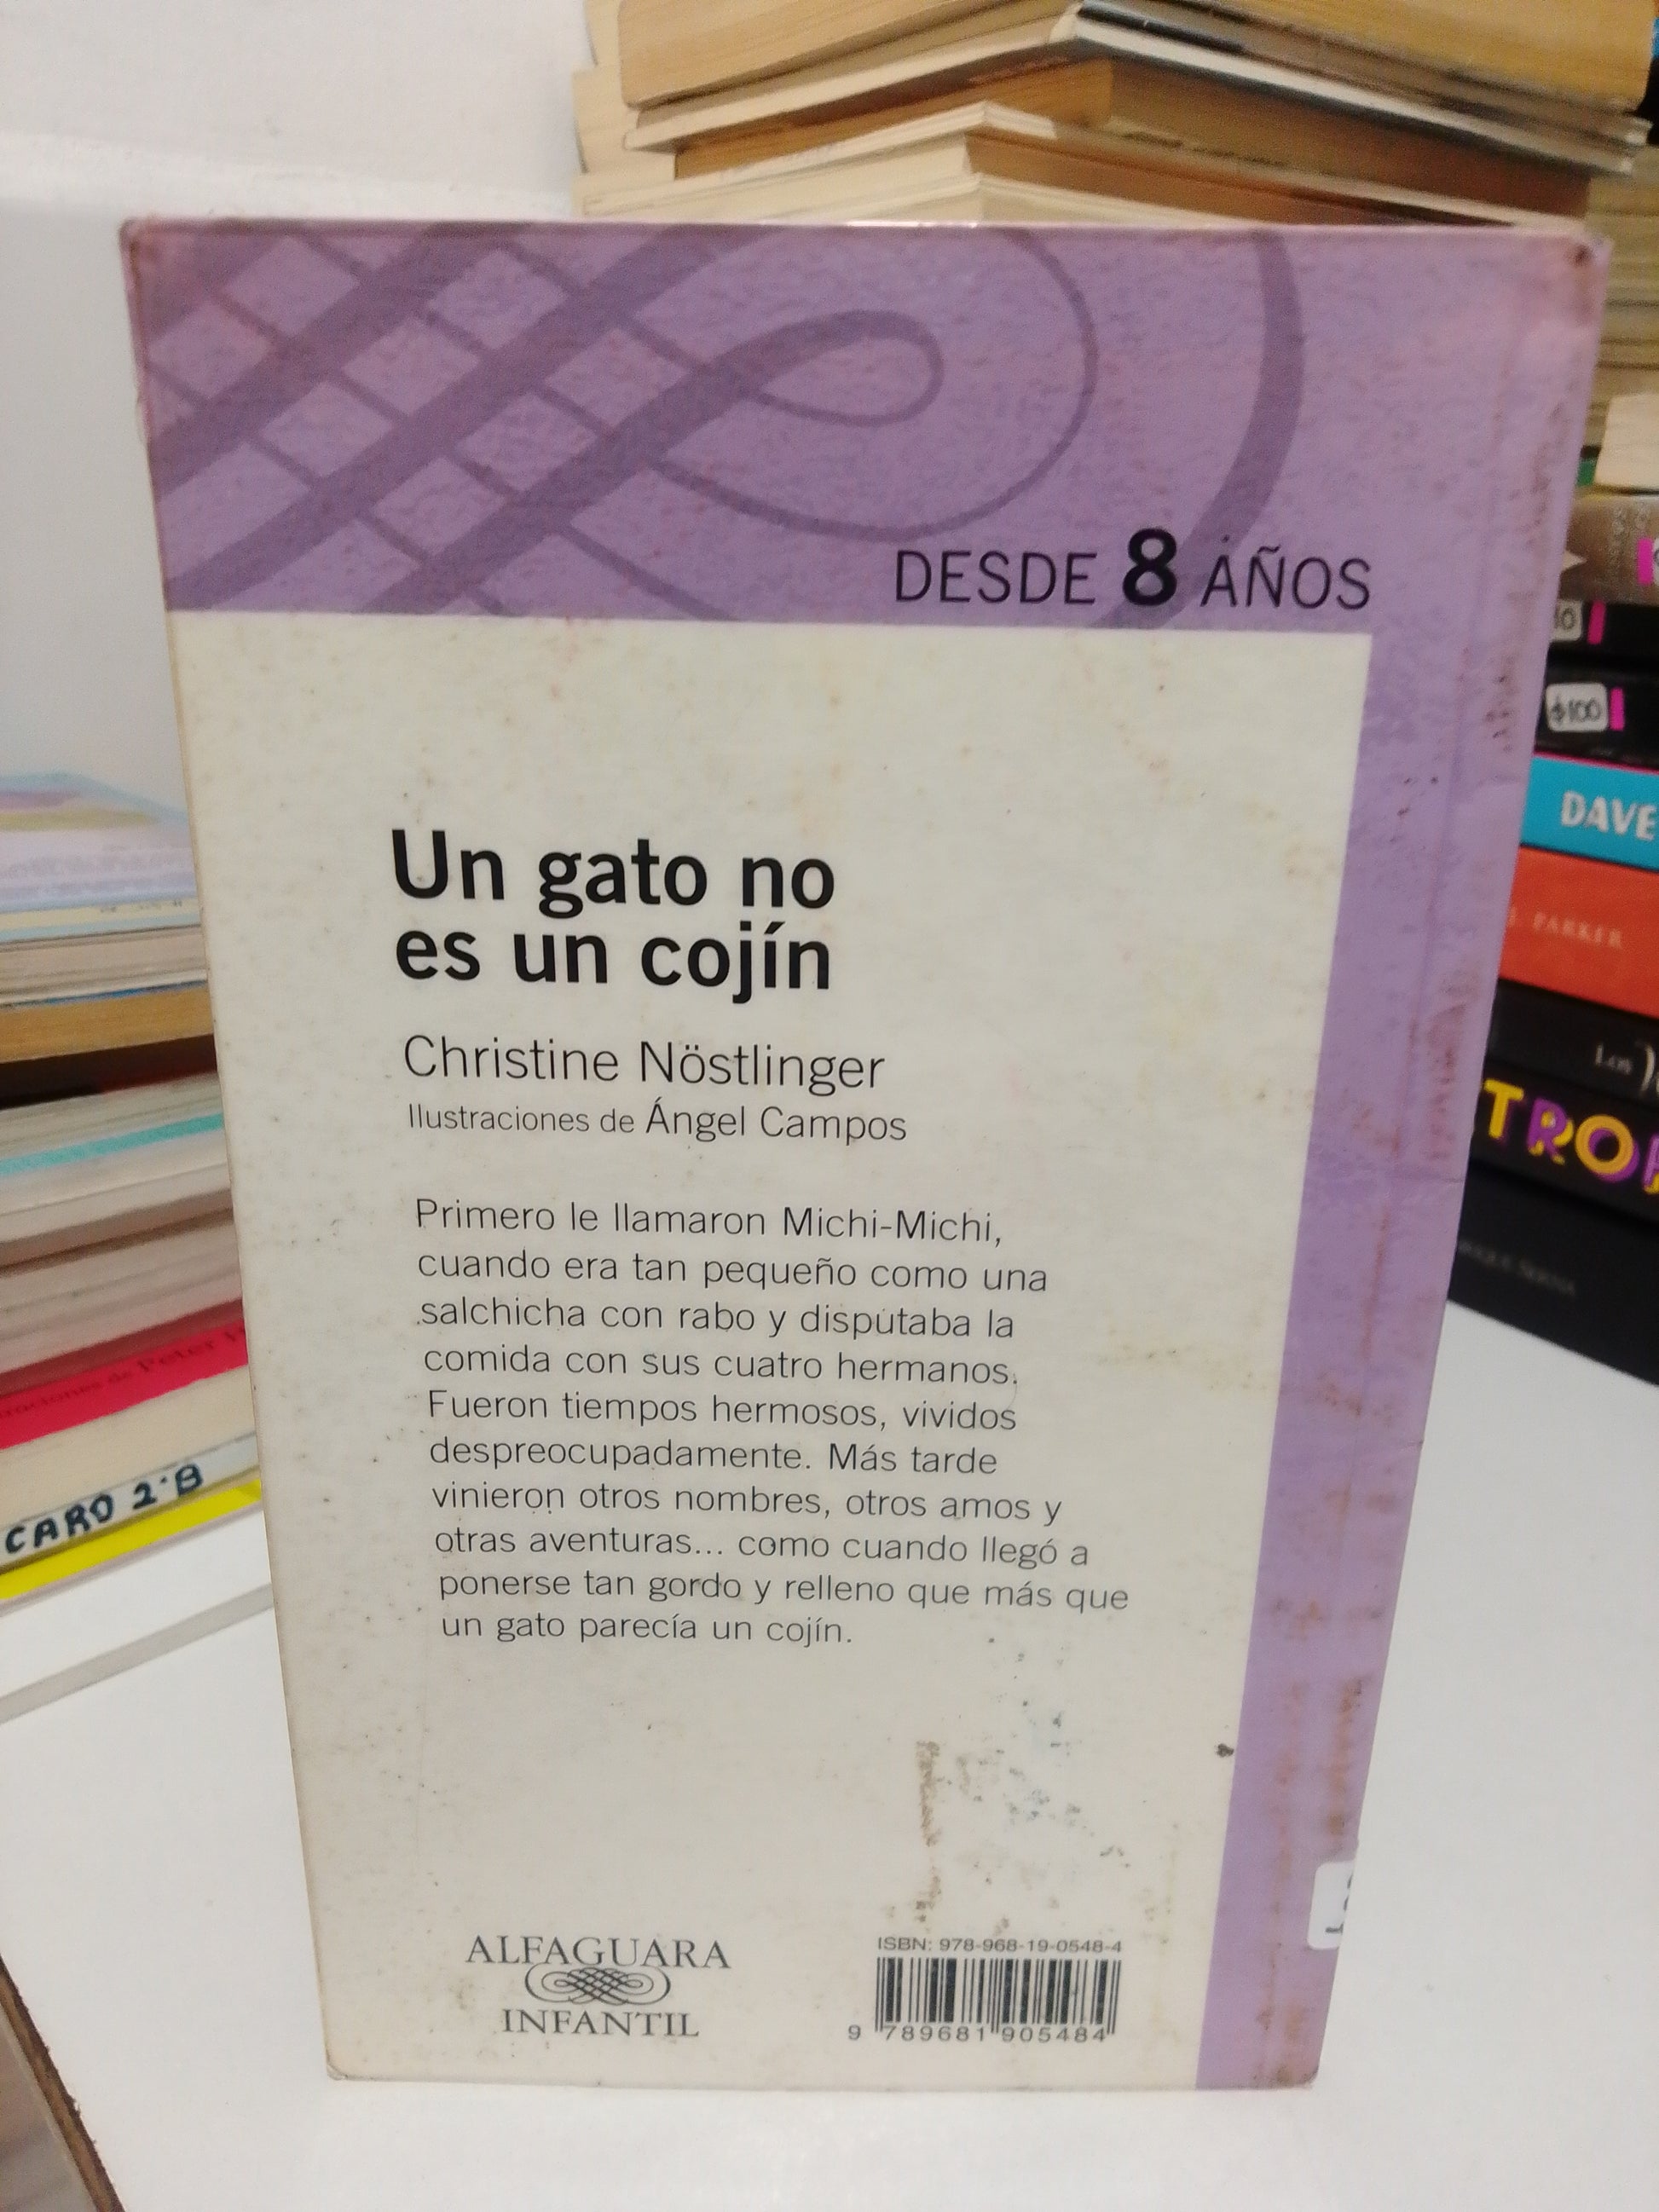 DESDE 8 AÑOS
Un gato no
es un cojín
Christine Nöstlinger
Ilustraciones de Ángel Campos
Primero le llamaron Michi-Michi,
cuando era tan pequeño como una
salchicha con rabo y disputaba la
comida con sus cuatro hermanos.
Fueron tiempos hermosos, vividos
despreocupadamente. Más tarde
vinieron otros nombres, otros amos y
otras aventuras... como cuando llegó a
ponerse tan gordo y relleno que más que
un gato parecía un cojín.
ALFAGUARA
INFANTIL
ISBN: 978-968-19-0548-4
9 789681 905484
CARO 2°B
$100
DAVE
PARKER
Los